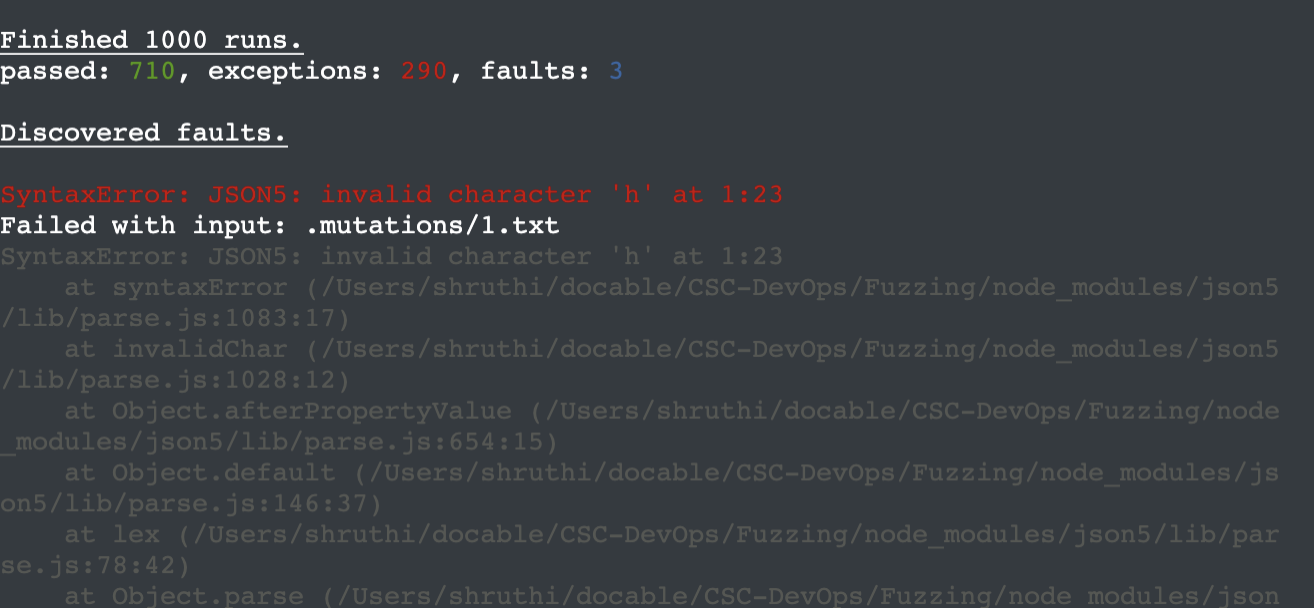 Finished 1000 runs.
passed: 710, exceptions: 290, faults: 3
Discovered faults.
SyntaxError: JSON5: invalid character 'h' at 1:23
Failed with input: .mutations/1.txt
SyntaxError: JSON5: invalid character 'h' at 1:23
    at syntaxError (/Users/shruthi/docable/CSC-DevOps/Fuzzing/node_modules/json5
/lib/parse.js:1083:17)
    at invalidChar (/Users/shruthi/docable/CSC-DevOps/Fuzzing/node_modules/json5
/lib/parse.js:1028:12)
    at Object.afterPropertyValue (/Users/shruthi/docable/CSC-DevOps/Fuzzing/node
_modules/json5/lib/parse.js:654:15)
    at Object.default (/Users/shruthi/docable/CSC-DevOps/Fuzzing/node_modules/js
on5/lib/parse.js:146:37)
    at lex (/Users/shruthi/docable/CSC-DevOps/Fuzzing/node_modules/json5/lib/par
se.js:78:42)
    at Object.parse (/Users/shruthi/docable/CSC-DevOps/Fuzzing/node_modules/json